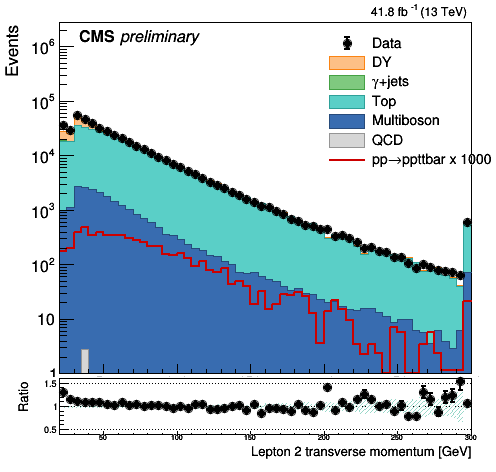 41.8 fb⁻¹ (13 TeV)
CMS preliminary
Events
10⁶
10⁵
10⁴
10³
10²
10
1
Data
DY
γ+jets
Top
Multiboson
QCD
pp→ppttbar x 1000
Ratio
1.5
1
0.5
50
100
150
200
250
300
Lepton 2 transverse momentum [GeV]